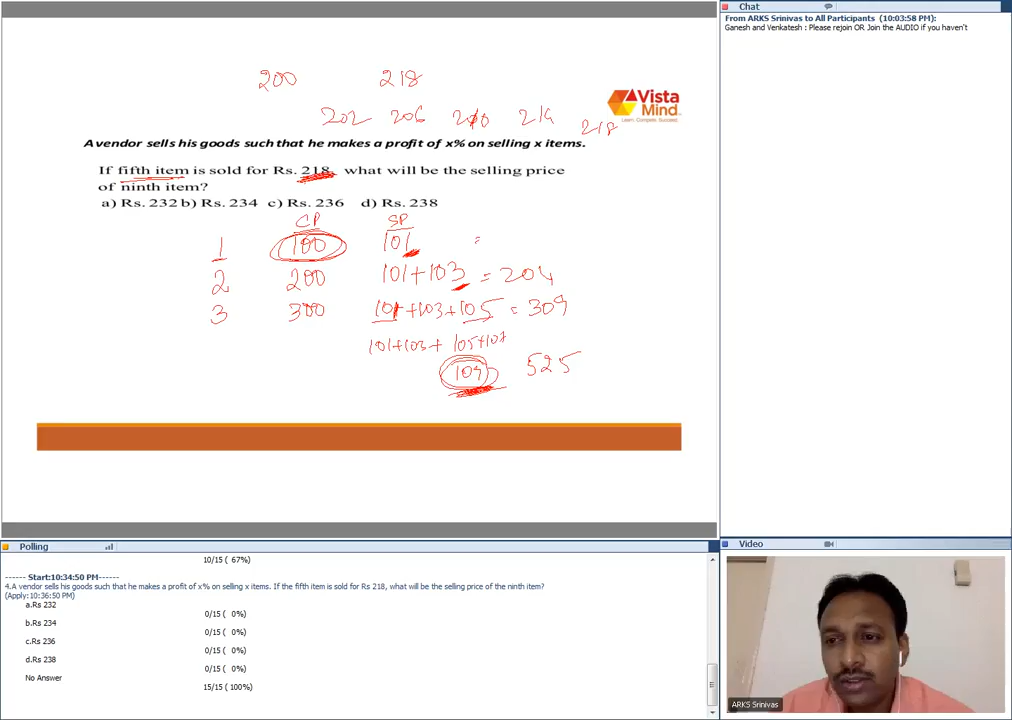 Chat
From ARKS Srinivas to All Participants (10:03:58 PM):
Ganesh and Venkatesh : Please rejoin OR Join the AUDIO if you haven't
200 218
202 206 210 214 218
Vista
Mind
Learn. Complete. Succeed.
A vendor sells his goods such that he makes a profit of x% on selling x items.
If fifth item is sold for Rs. 218, what will be the selling price
of ninth item?
a) Rs. 232 b) Rs. 234 c) Rs. 236 d) Rs. 238
CP SP
1 100 101 =
2 200 101+103 = 204
3 300 101+103+105 = 309
101+103+ 105+107
109 525
Polling
10/15 ( 67%)
------ Start:10:34:50 PM------
4.A vendor sells his goods such that he makes a profit of x% on selling x items. If the fifth item is sold for Rs 218, what will be the selling price of the ninth item?
(Apply:10:36:50 PM)
a.Rs 232
0/15 ( 0%)
b.Rs 234
0/15 ( 0%)
c.Rs 236
0/15 ( 0%)
d.Rs 238
0/15 ( 0%)
No Answer
15/15 ( 100%)
Video
ARKS Srinivas